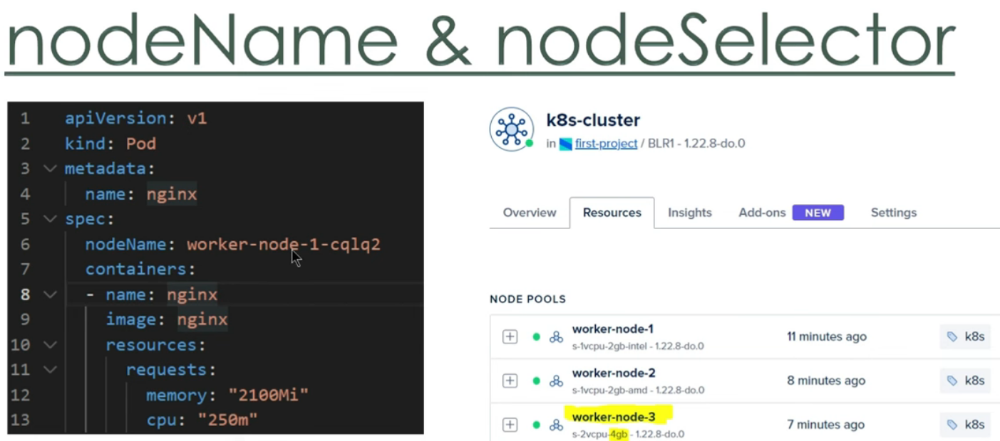 nodeName & nodeSelector
1 apiVersion: v1
2 kind: Pod
3 metadata:
4 name: nginx
5 spec:
6 nodeName: worker-node-1-cqlq2
7 containers:
8 - name: nginx
9 image: nginx
10 resources:
11 requests:
12 memory: "2100Mi"
13 cpu: "250m"
k8s-cluster
in first-project / BLR1 - 1.22.8-do.0
Overview Resources Insights Add-ons NEW Settings
NODE POOLS
worker-node-1 11 minutes ago k8s
s-1vcpu-2gb-intel - 1.22.8-do.0
worker-node-2 8 minutes ago k8s
s-1vcpu-2gb-amd - 1.22.8-do.0
worker-node-3 7 minutes ago k8s
s-2vcpu-4gb - 1.22.8-do.0